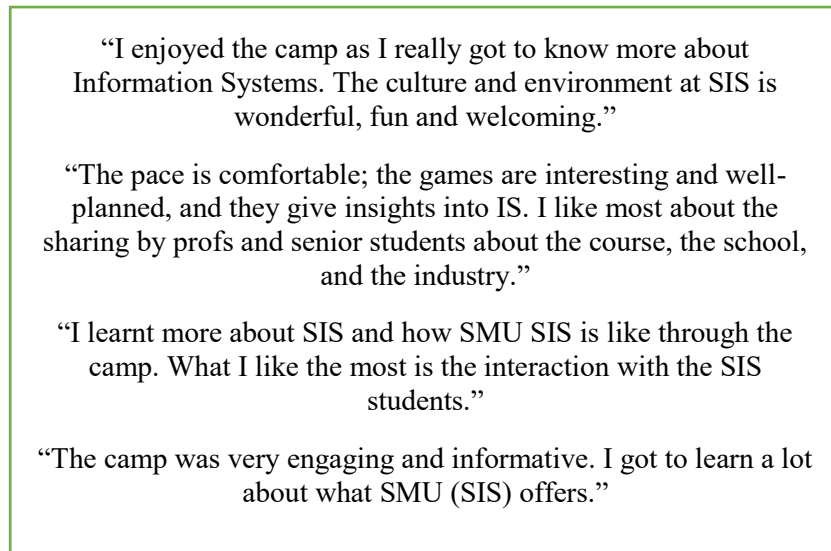 “I enjoyed the camp as I really got to know more about
Information Systems. The culture and environment at SIS is
wonderful, fun and welcoming.”
“The pace is comfortable; the games are interesting and well-
planned, and they give insights into IS. I like most about the
sharing by profs and senior students about the course, the school,
and the industry.”
“I learnt more about SIS and how SMU SIS is like through the
camp. What I like the most is the interaction with the SIS
students.”
“The camp was very engaging and informative. I got to learn a lot
about what SMU (SIS) offers.”